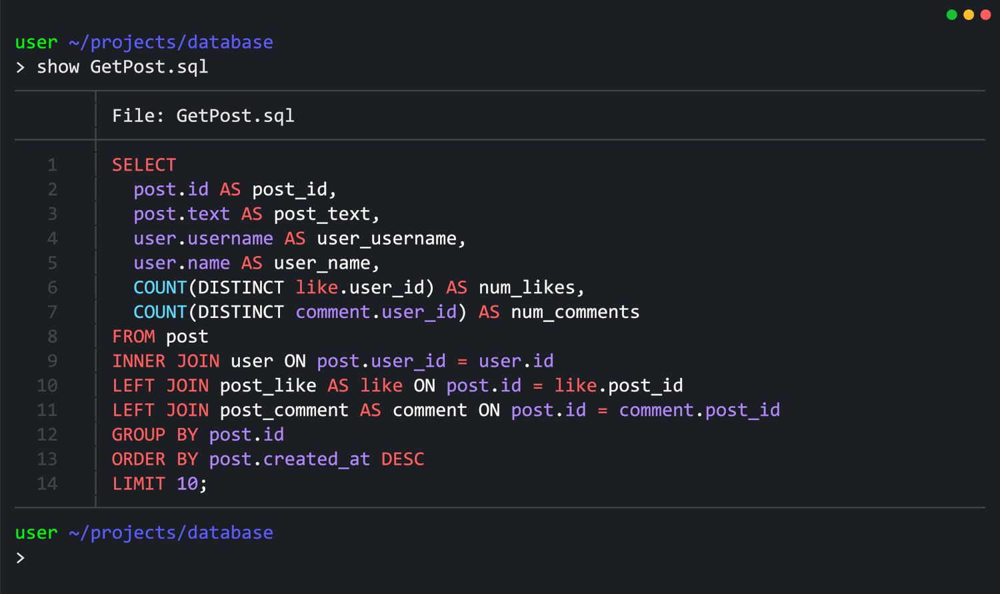 user ~/projects/database
> show GetPost.sql
File: GetPost.sql
1 SELECT
2 post.id AS post_id,
3 post.text AS post_text,
4 user.username AS user_username,
5 user.name AS user_name,
6 COUNT(DISTINCT like.user_id) AS num_likes,
7 COUNT(DISTINCT comment.user_id) AS num_comments
8 FROM post
9 INNER JOIN user ON post.user_id = user.id
10 LEFT JOIN post_like AS like ON post.id = like.post_id
11 LEFT JOIN post_comment AS comment ON post.id = comment.post_id
12 GROUP BY post.id
13 ORDER BY post.created_at DESC
14 LIMIT 10;
user ~/projects/database
>